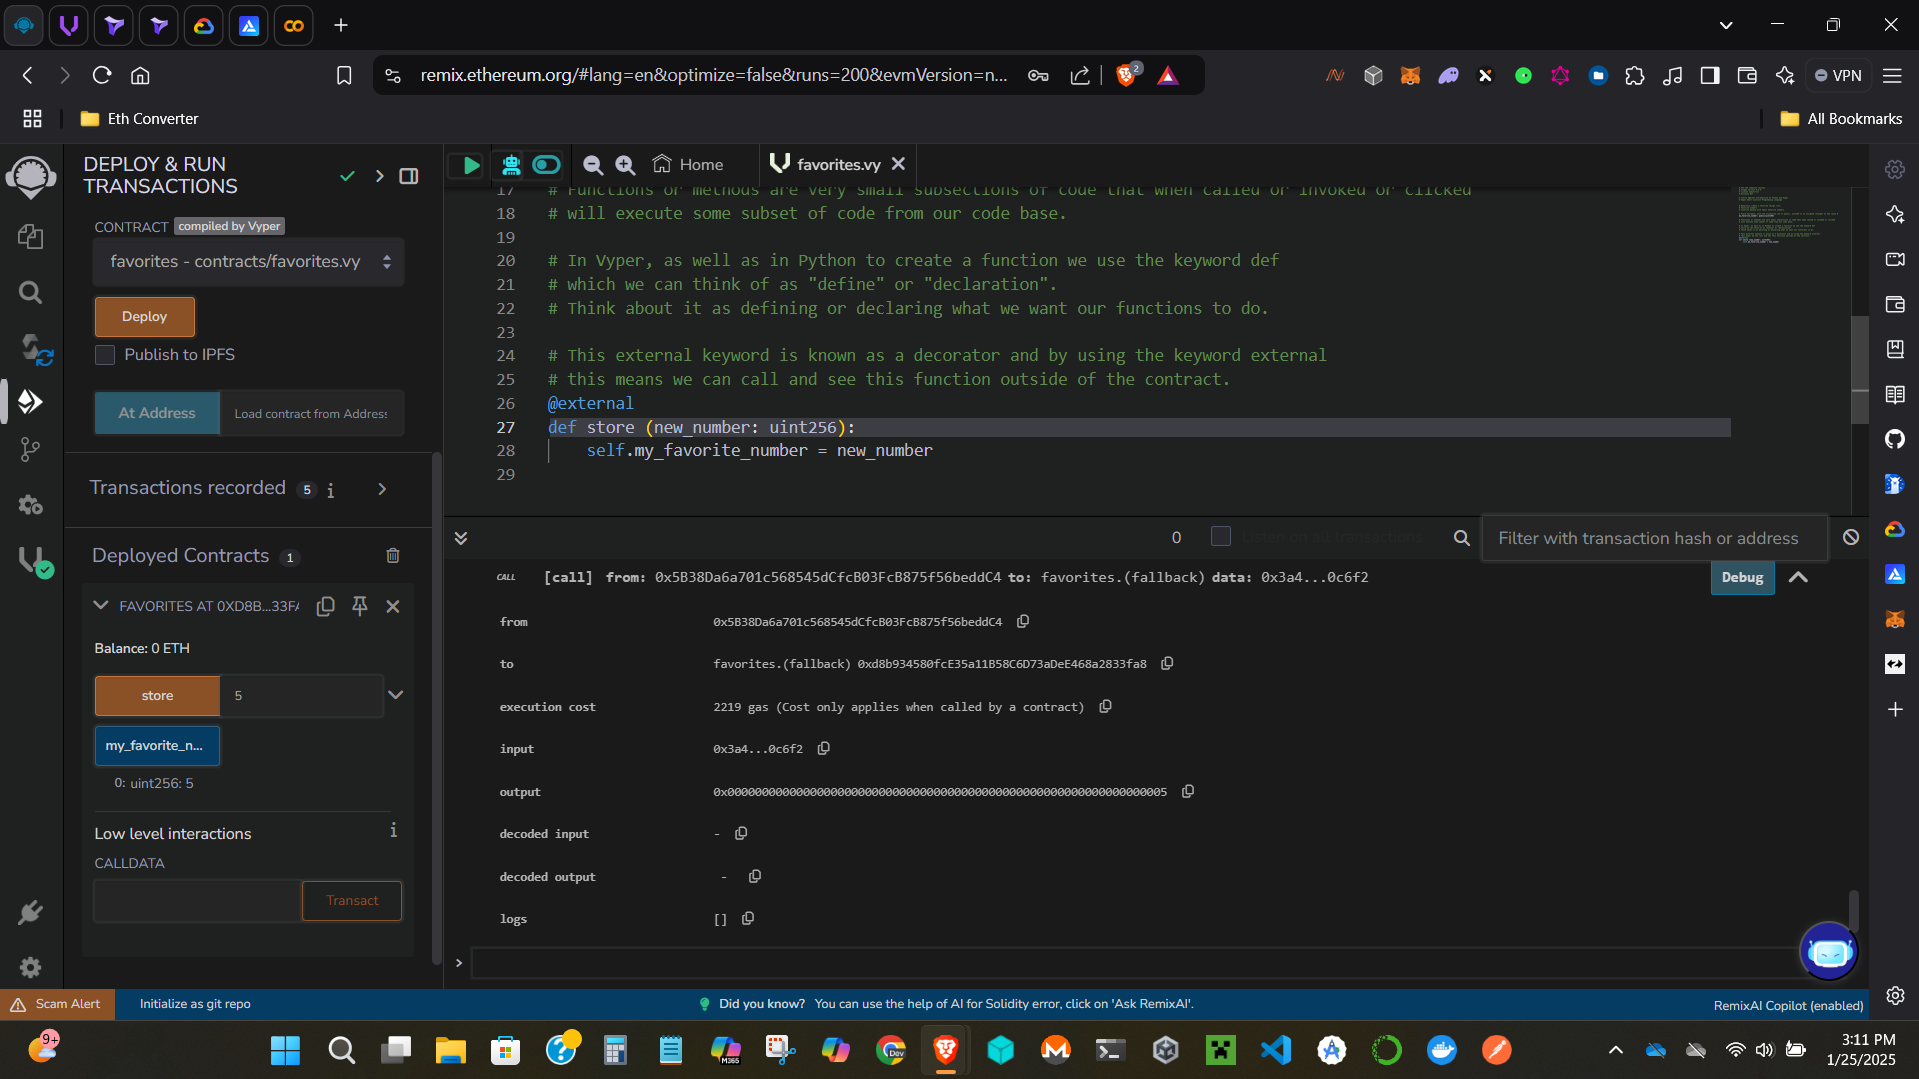 remix.ethereum.org/#lang=en&optimize=false&runs=200&evmVersion=n...
2
VPN
Eth Converter
All Bookmarks
DEPLOY & RUN
TRANSACTIONS
CONTRACT compiled by Vyper
favorites - contracts/favorites.vy
Deploy
Publish to IPFS
At Address
Load contract from Address
Transactions recorded 5 i
Deployed Contracts 1
FAVORITES AT 0XD8B...33FA
Balance: 0 ETH
store
5
my_favorite_n...
0: uint256: 5
Low level interactions i
CALLDATA
Transact
Home
favorites.vy
17 # Functions or methods are very small subsections of code that when called or invoked or clicked
18 # will execute some subset of code from our code base.
19
20 # In Vyper, as well as in Python to create a function we use the keyword def
21 # which we can think of as "define" or "declaration".
22 # Think about it as defining or declaring what we want our functions to do.
23
24 # This external keyword is known as a decorator and by using the keyword external
25 # this means we can call and see this function outside of the contract.
26 @external
27 def store (new_number: uint256):
28 self.my_favorite_number = new_number
29
0
Listen on all transactions
Filter with transaction hash or address
CALL [call] from: 0x5B38Da6a701c568545dCfcB03FcB875f56beddC4 to: favorites.(fallback) data: 0x3a4...0c6f2
Debug
from 0x5B38Da6a701c568545dCfcB03FcB875f56beddC4
to favorites.(fallback) 0xd8b934580fcE35a11B58C6D73aDeE468a2833fa8
execution cost 2219 gas (Cost only applies when called by a contract)
input 0x3a4...0c6f2
output 0x0000000000000000000000000000000000000000000000000000000000000005
decoded input -
decoded output -
logs []
>
Scam Alert
Initialize as git repo
Did you know? You can use the help of AI for Solidity error, click on 'Ask RemixAI'.
RemixAI Copilot (enabled)
9+
M365
Dev
3:11 PM
1/25/2025